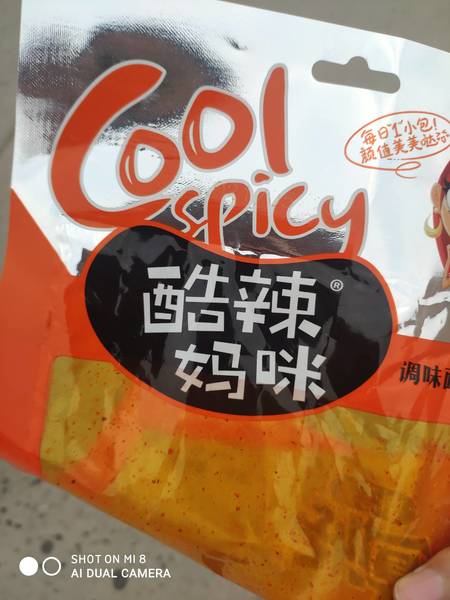 Cool
spicy
每日"1"小包!
颜值美美哒
酷辣®
妈咪
调味
SHOT ON MI 8
AI DUAL CAMERA